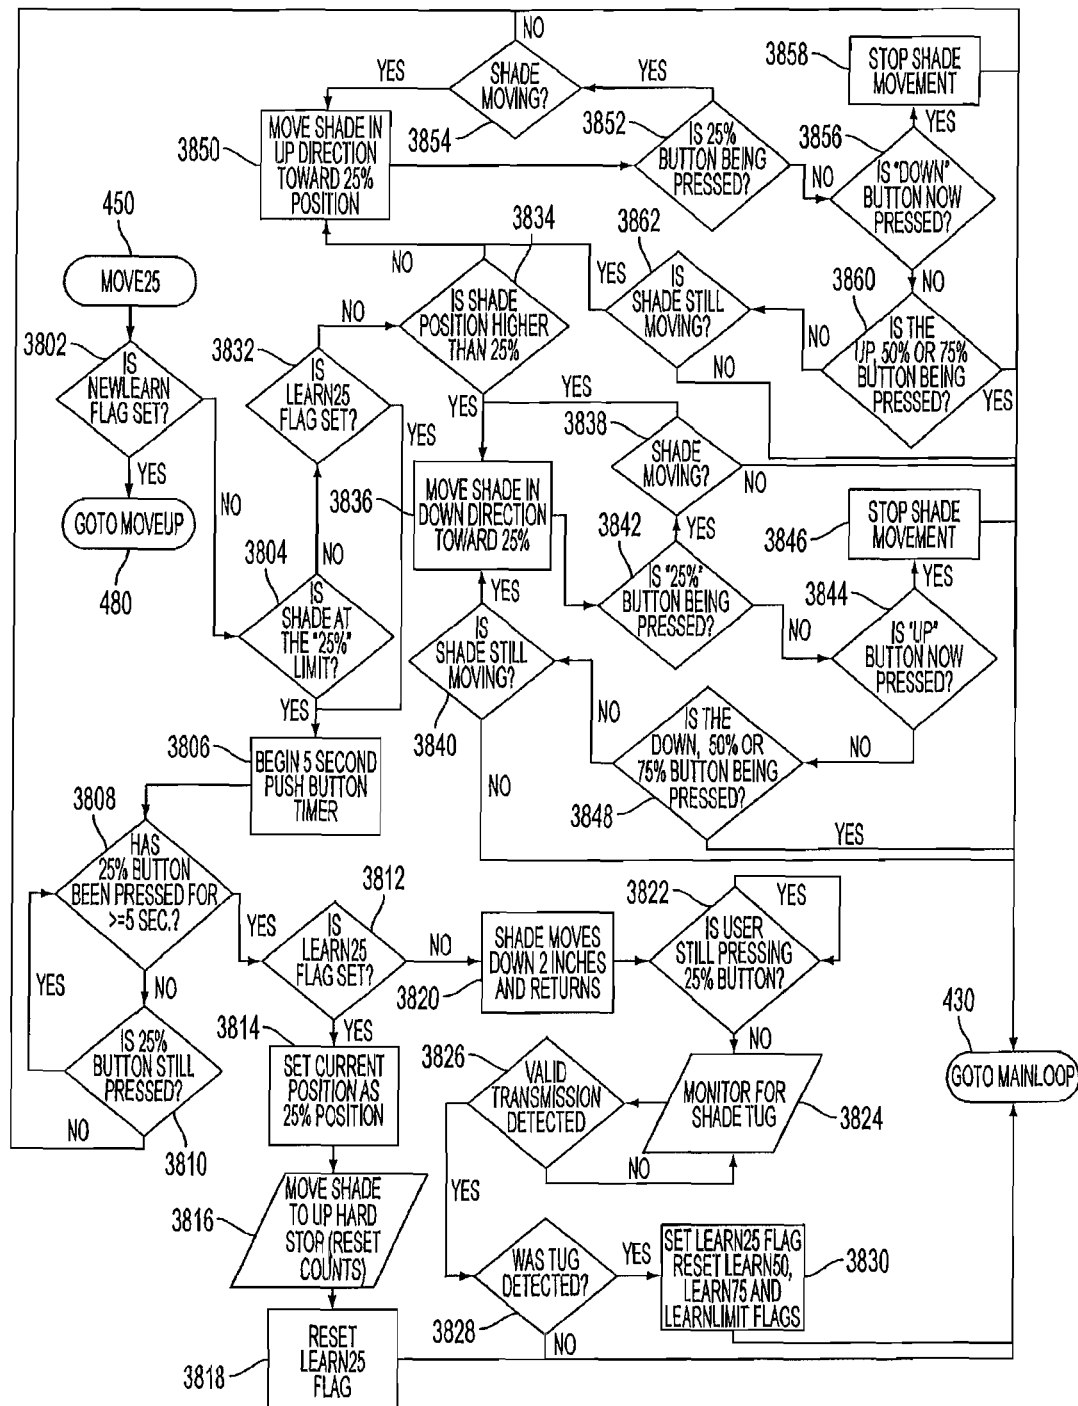 NO
YES
SHADE
MOVING?
3854
YES
3858
STOP SHADE
MOVEMENT
3850
MOVE SHADE IN
UP DIRECTION
TOWARD 25%
POSITION
3852
IS 25%
BUTTON BEING
PRESSED?
NO
3856
YES
IS "DOWN"
BUTTON NOW
PRESSED?
NO
450
MOVE25
3834
NO
IS SHADE
POSITION HIGHER
THAN 25%
YES
3862
YES
IS
SHADE STILL
MOVING?
NO
NO
3860
IS THE
UP, 50% OR 75%
BUTTON BEING
PRESSED?
YES
3802
IS
NEWLEARN
FLAG SET?
YES
NO
GOTO MOVEUP
480
3832
NO
IS
LEARN25
FLAG SET?
YES
3804
NO
IS
SHADE AT
THE "25%"
LIMIT?
YES
3836
MOVE SHADE IN
DOWN DIRECTION
TOWARD 25%
YES
3838
SHADE
MOVING?
NO
3842
YES
IS "25%"
BUTTON BEING
PRESSED?
NO
3846
STOP SHADE
MOVEMENT
YES
3844
IS "UP"
BUTTON NOW
PRESSED?
NO
YES
IS
SHADE STILL
MOVING?
3840
NO
NO
IS THE
DOWN, 50% OR
75% BUTTON BEING
PRESSED?
3848
YES
3806
BEGIN 5 SECOND
PUSH BUTTON
TIMER
3808
HAS
25% BUTTON
BEEN PRESSED FOR
>=5 SEC.?
YES
NO
YES
IS 25%
BUTTON STILL
PRESSED?
NO
3810
3812
IS
LEARN25
FLAG SET?
NO
YES
SHADE MOVES
DOWN 2 INCHES
AND RETURNS
3820
3822
YES
IS USER
STILL PRESSING
25% BUTTON?
NO
430
GOTO MAINLOOP
3814
SET CURRENT
POSITION AS
25% POSITION
3826
VALID
TRANSMISSION
DETECTED
NO
YES
MONITOR FOR
SHADE TUG
3824
3816
MOVE SHADE
TO UP HARD
STOP (RESET
COUNTS)
WAS TUG
DETECTED?
3828
YES
NO
SET LEARN25 FLAG
RESET LEARN50,
LEARN75 AND
LEARNLIMIT FLAGS
3830
RESET
LEARN25
FLAG
3818